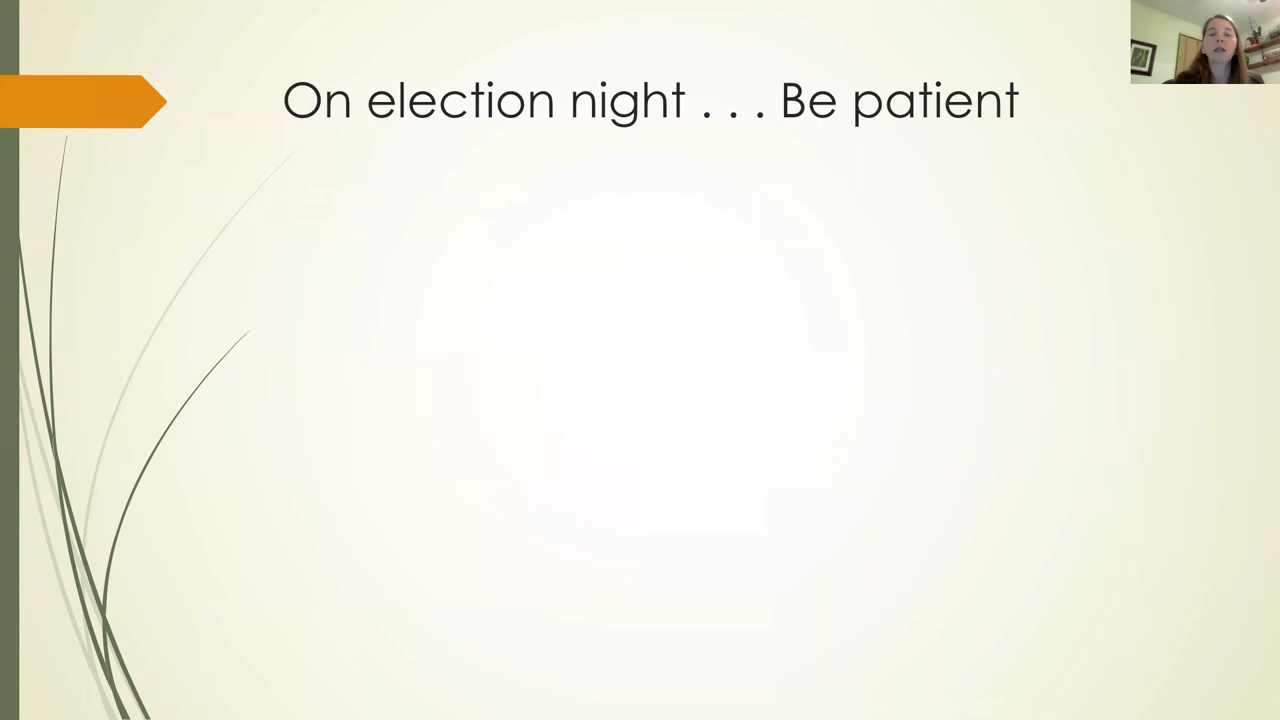 On election night . . . Be patient